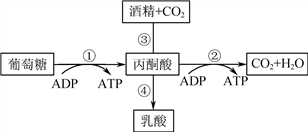 酒精+CO₂
③
葡萄糖 ① 丙酮酸 ② CO₂+H₂O
ADP ATP ADP ATP
④
乳酸